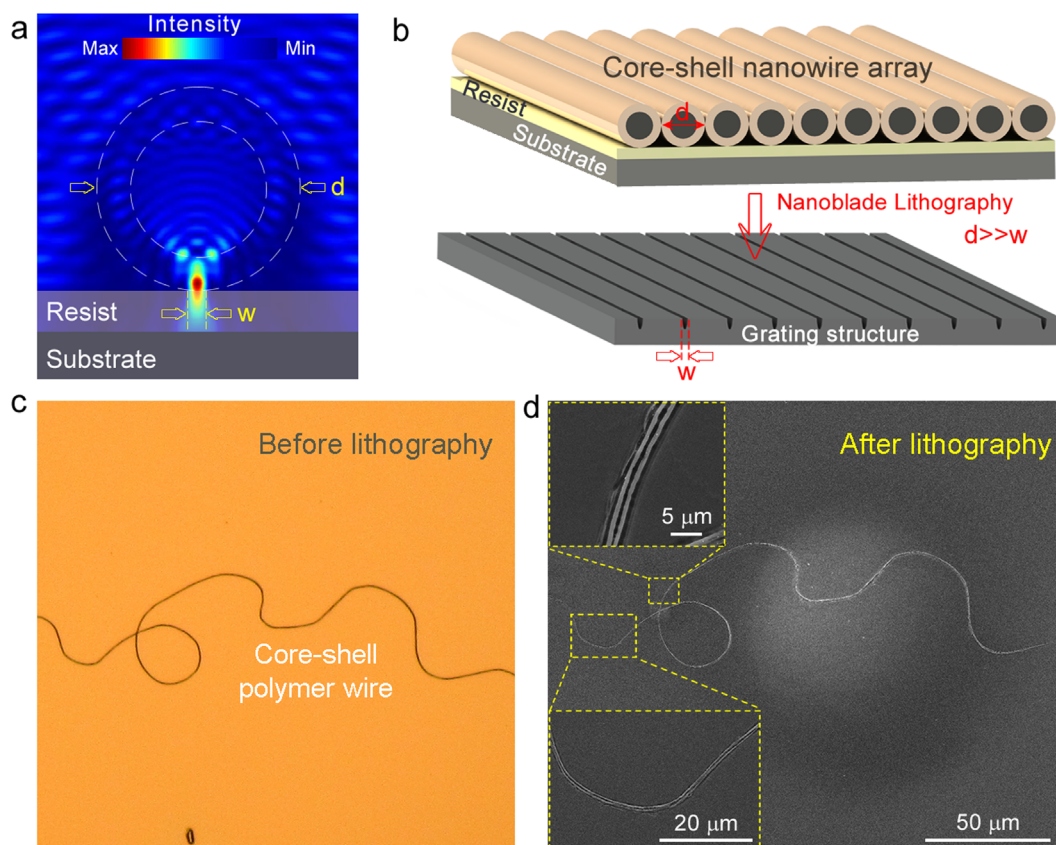 a
Intensity
Max
Min
d
Resist
w
Substrate
b
Core-shell nanowire array
Resist
d
Substrate
Nanoblade Lithography
d>>w
Grating structure
w
c
Before lithography
Core-shell
polymer wire
d
After lithography
5 μm
20 μm
50 μm